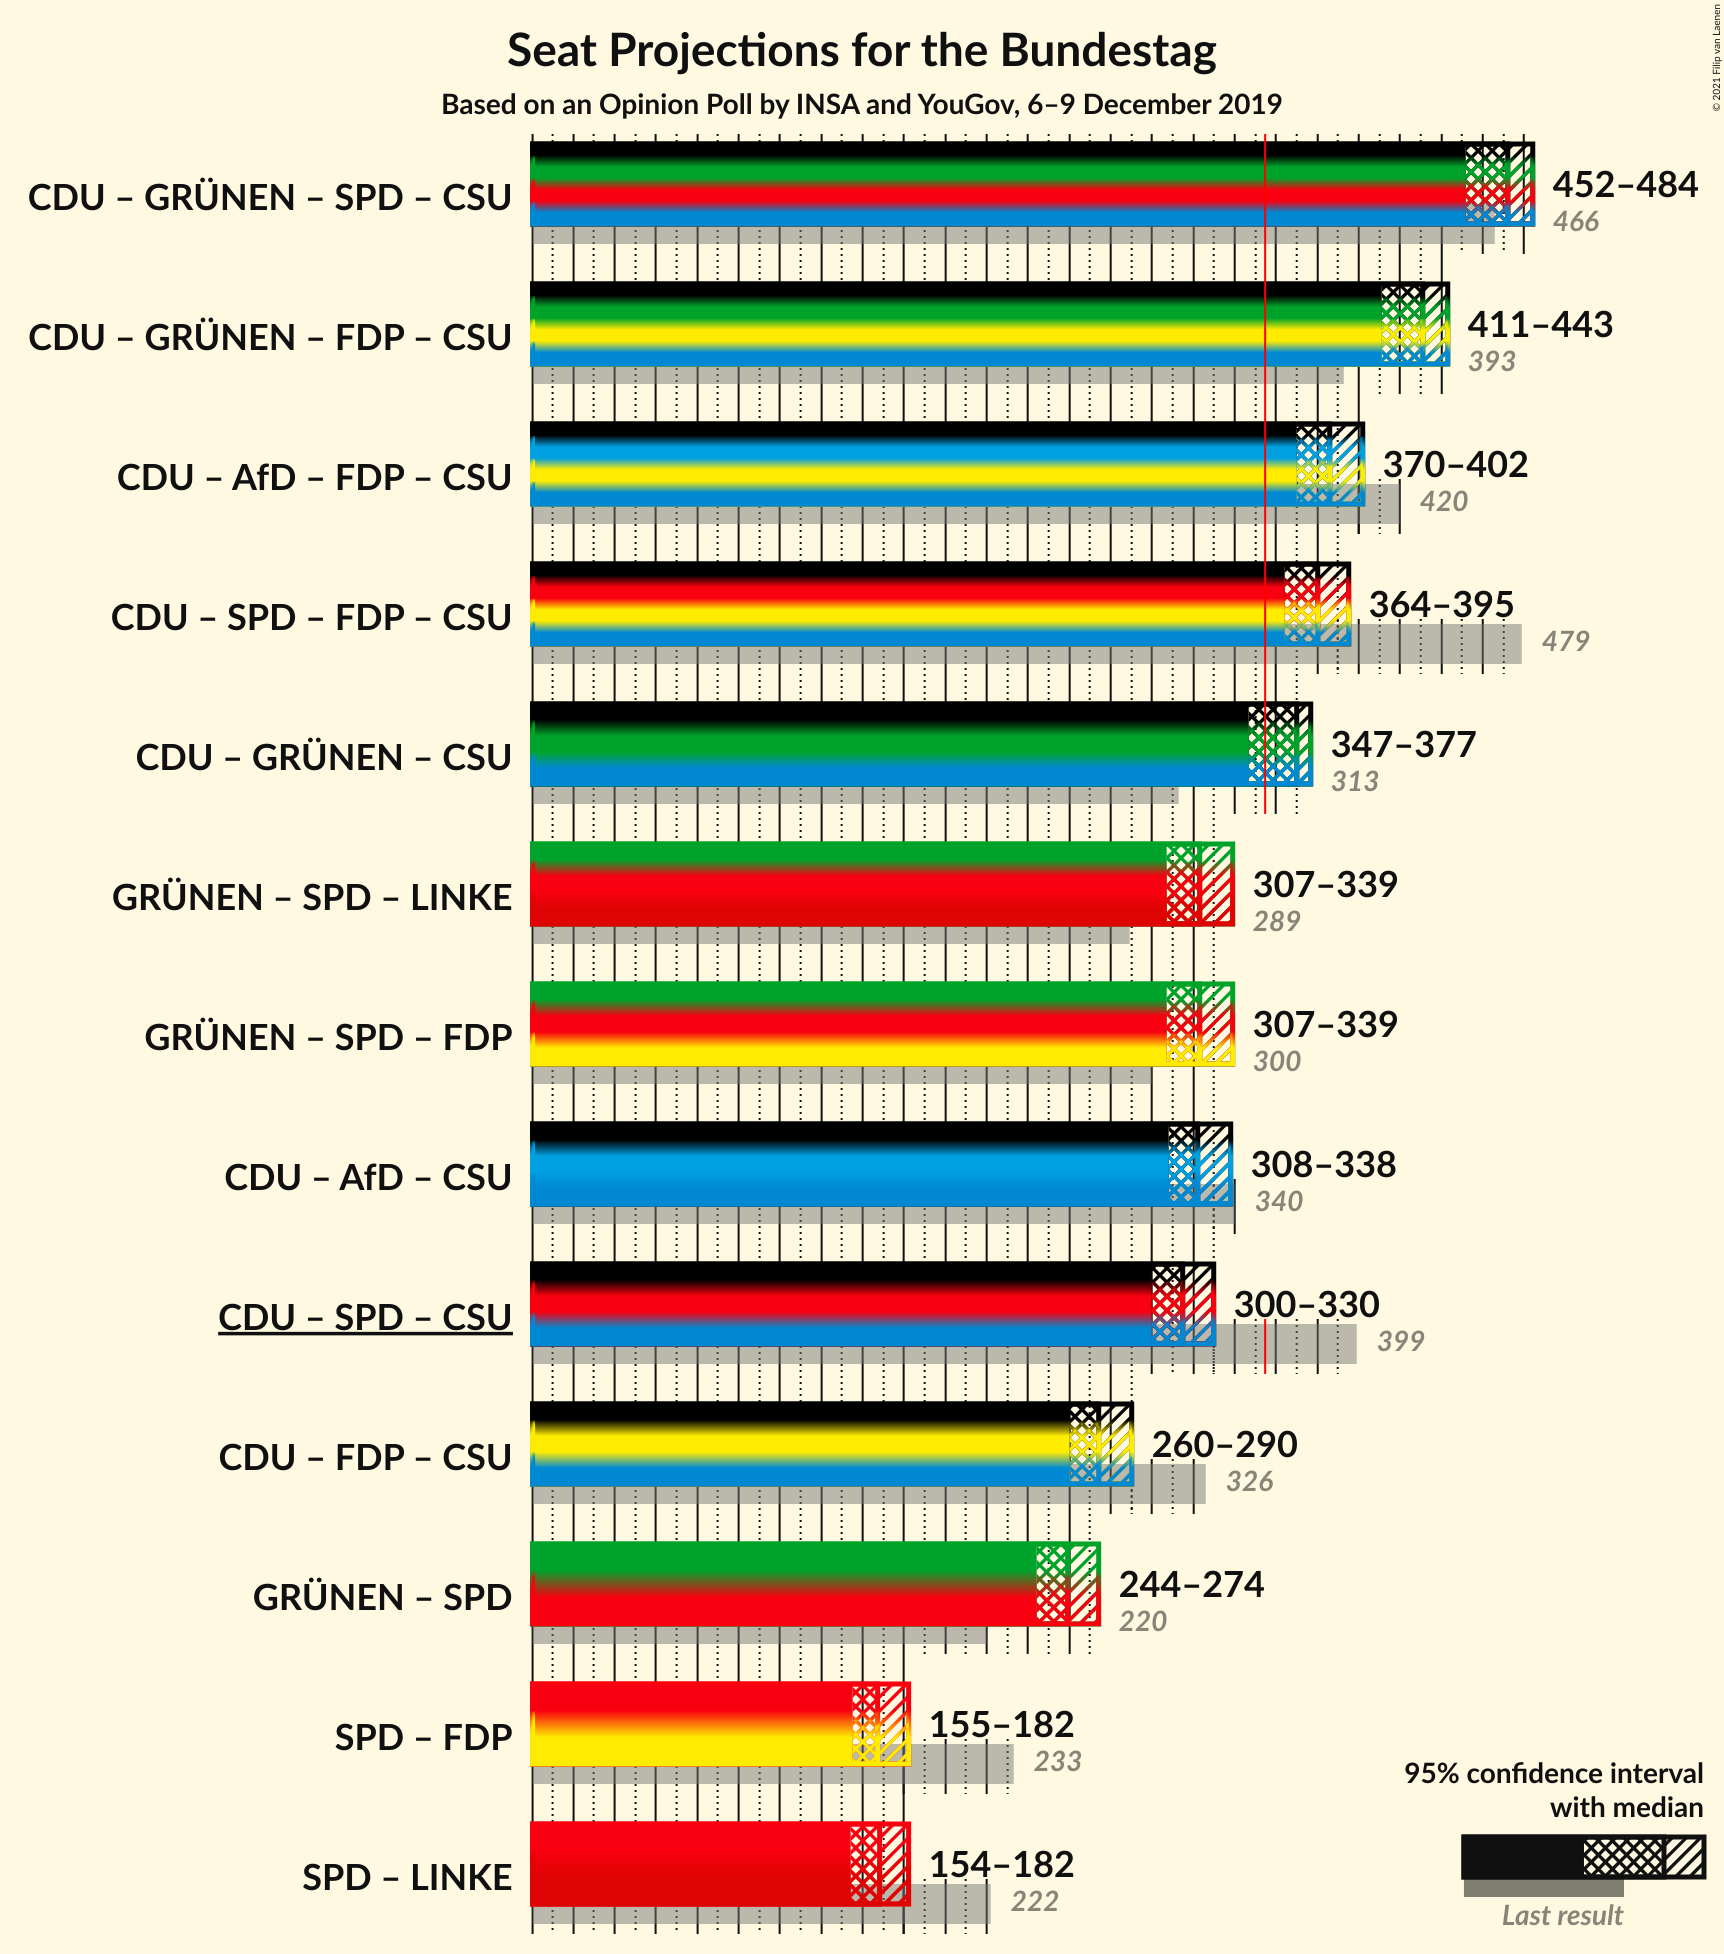 Seat Projections for the Bundestag
Based on an Opinion Poll by INSA and YouGov, 6–9 December 2019
© 2021 Filip van Laenen
CDU – GRÜNEN – SPD – CSU
452–484
466
CDU – GRÜNEN – FDP – CSU
411–443
393
CDU – AfD – FDP – CSU
370–402
420
CDU – SPD – FDP – CSU
364–395
479
CDU – GRÜNEN – CSU
347–377
313
GRÜNEN – SPD – LINKE
307–339
289
GRÜNEN – SPD – FDP
307–339
300
CDU – AfD – CSU
308–338
340
CDU – SPD – CSU
300–330
399
CDU – FDP – CSU
260–290
326
GRÜNEN – SPD
244–274
220
SPD – FDP
155–182
233
SPD – LINKE
154–182
222
95% confidence interval
with median
Last result